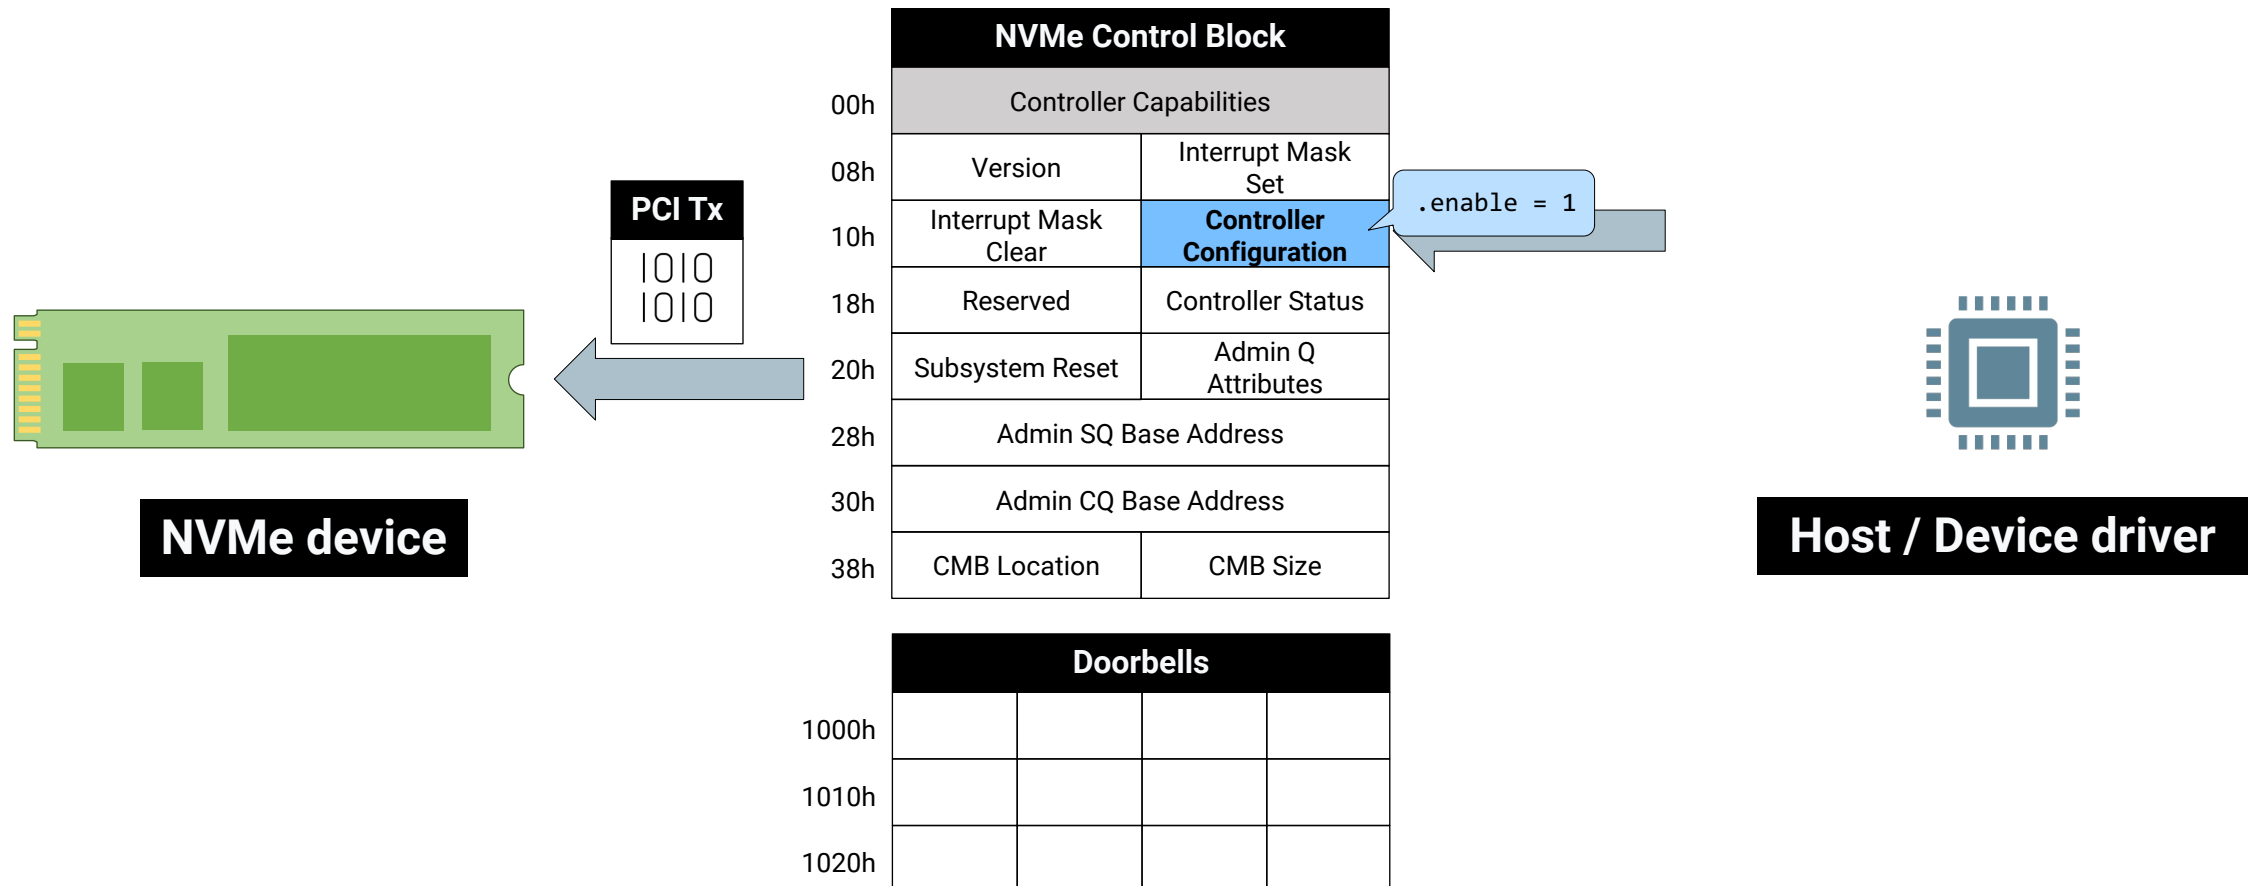 NVMe Control Block
00h
Controller Capabilities
08h
Version
Interrupt Mask
Set
.enable = 1
PCI Tx
1010
1010
10h
Interrupt Mask
Clear
Controller
Configuration
18h
Reserved
Controller Status
20h
Subsystem Reset
Admin Q
Attributes
28h
Admin SQ Base Address
30h
Admin CQ Base Address
38h
CMB Location
CMB Size
NVMe device
Host / Device driver
Doorbells
1000h
1010h
1020h